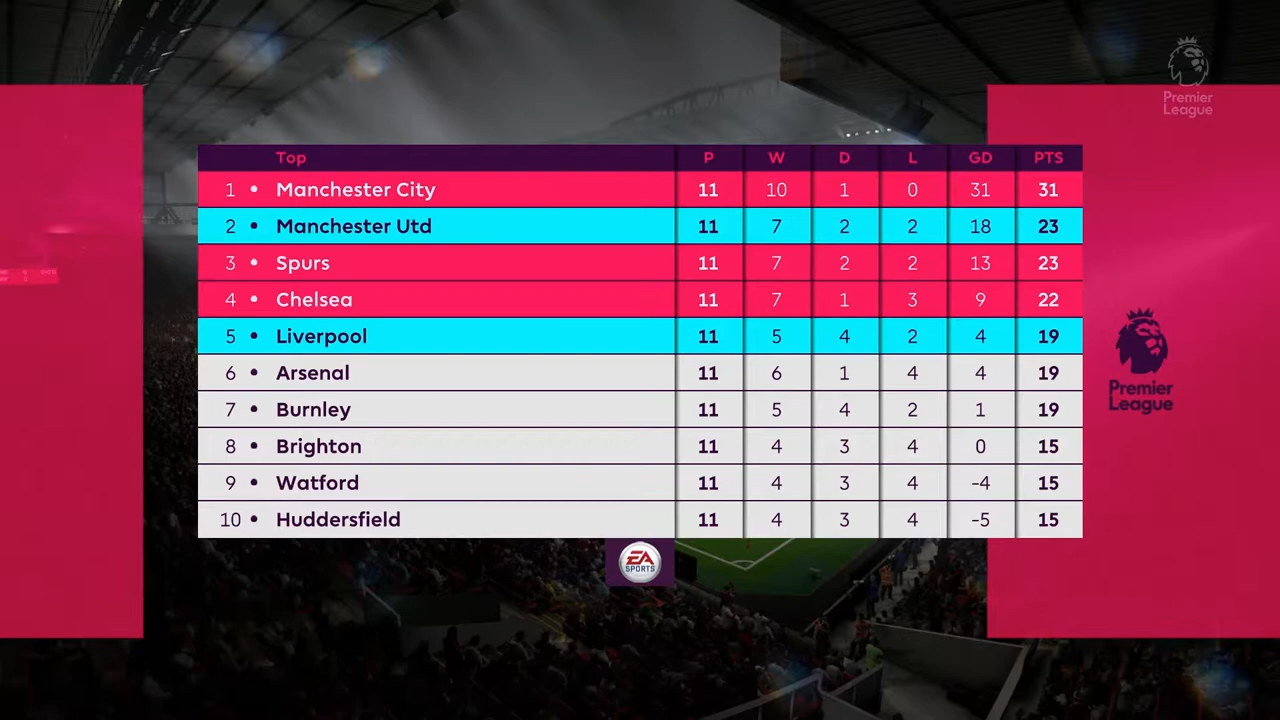 Premier
League
Top P W D L GD PTS
1 • Manchester City 11 10 1 0 31 31
2 • Manchester Utd 11 7 2 2 18 23
3 • Spurs 11 7 2 2 13 23
4 • Chelsea 11 7 1 3 9 22
5 • Liverpool 11 5 4 2 4 19
6 • Arsenal 11 6 1 4 4 19
7 • Burnley 11 5 4 2 1 19
8 • Brighton 11 4 3 4 0 15
9 • Watford 11 4 3 4 -4 15
10 • Huddersfield 11 4 3 4 -5 15
Premier
League
EA
SPORTS